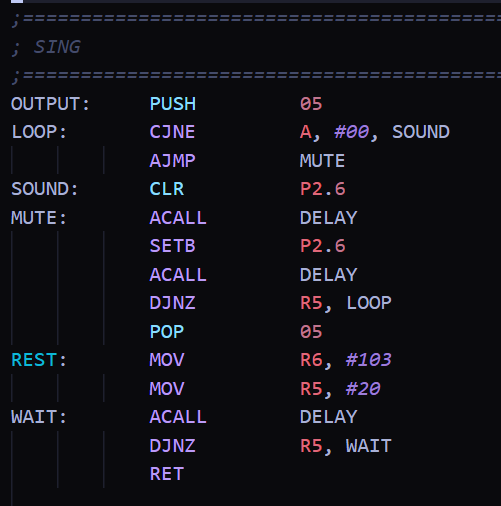 ;==========================================
; SING
;==========================================
OUTPUT: PUSH 05
LOOP: CJNE A, #00, SOUND
AJMP MUTE
SOUND: CLR P2.6
MUTE: ACALL DELAY
SETB P2.6
ACALL DELAY
DJNZ R5, LOOP
POP 05
REST: MOV R6, #103
MOV R5, #20
WAIT: ACALL DELAY
DJNZ R5, WAIT
RET